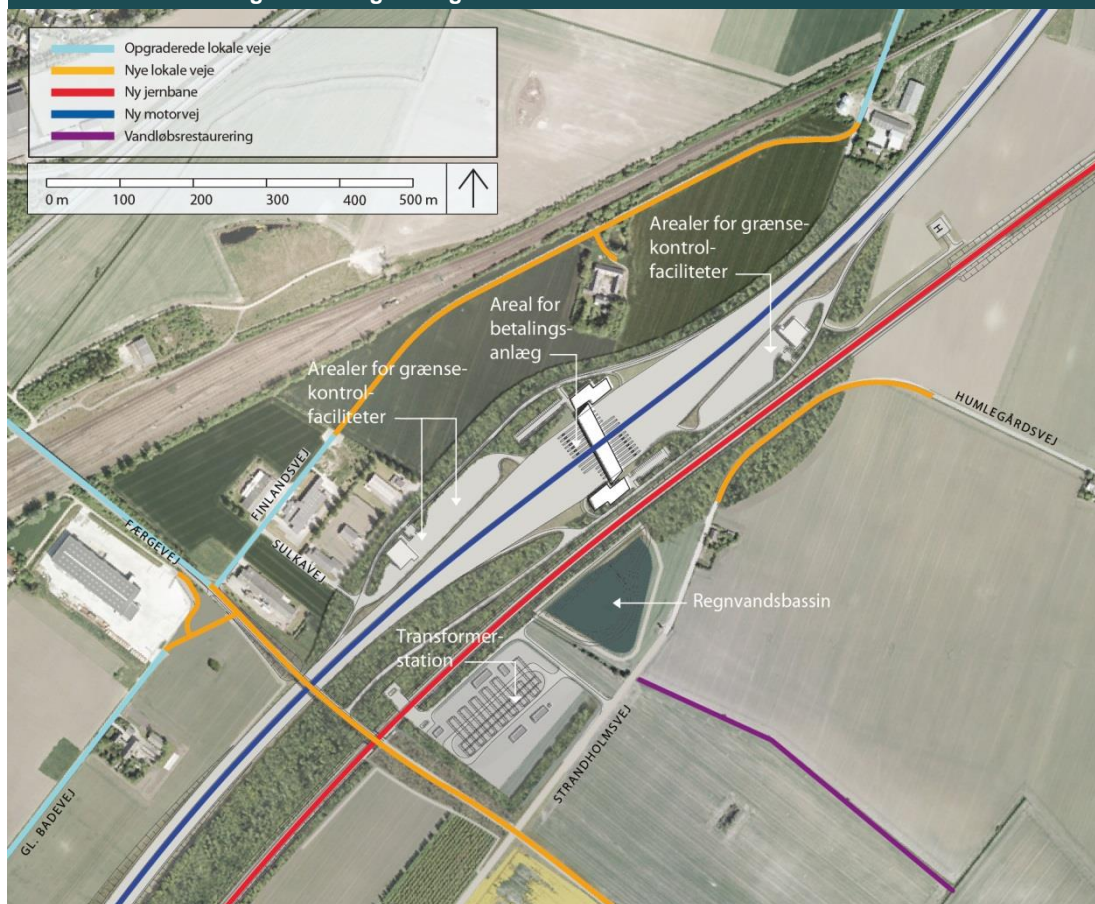 Opgraderede lokale veje
Nye lokale veje
Ny jernbane
Ny motorvej
Vandløbsrestaurering
0 m 100 200 300 400 500 m
H
Arealer for grænse-
kontrol-
faciliteter
Areal for
betalings-
anlæg
Arealer for grænse-
kontrol-
faciliteter
HUMLEGÅRDSVEJ
FINLANDSVEJ
FÆRGEVEJ
SULKAVEJ
Regnvandsbassin
Transformer-
station
STRANDHOLMSVEJ
GL. BADEVEJ